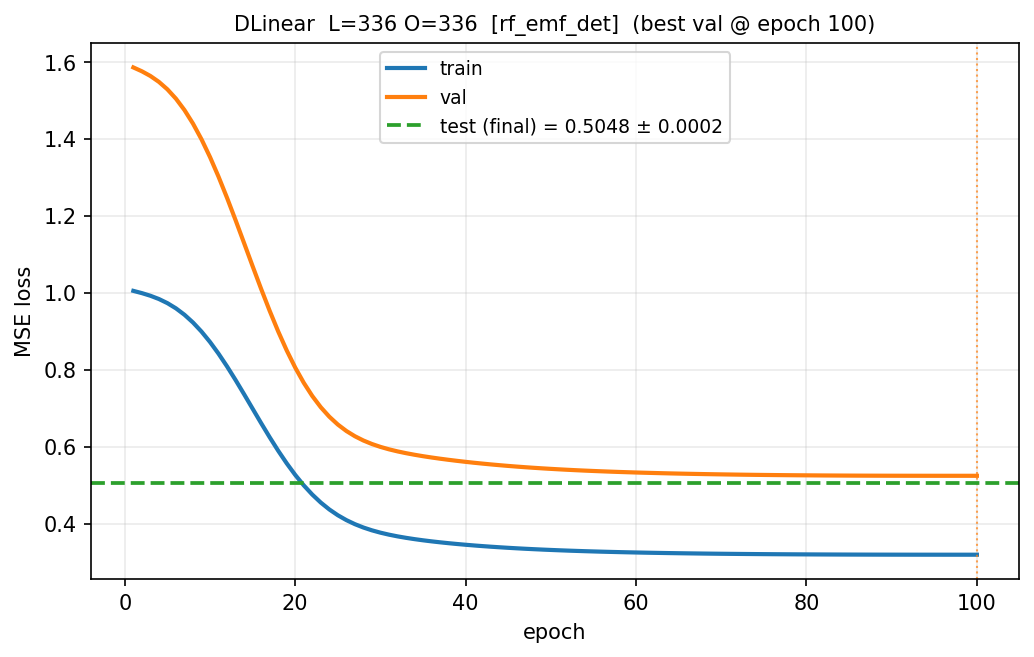 DLinear  L=336 O=336  [rf_emf_det]  (best val @ epoch 100)
train
val
test (final) = 0.5048 ± 0.0002
MSE loss
1.6
1.4
1.2
1.0
0.8
0.6
0.4
0 20 40 60 80 100
epoch